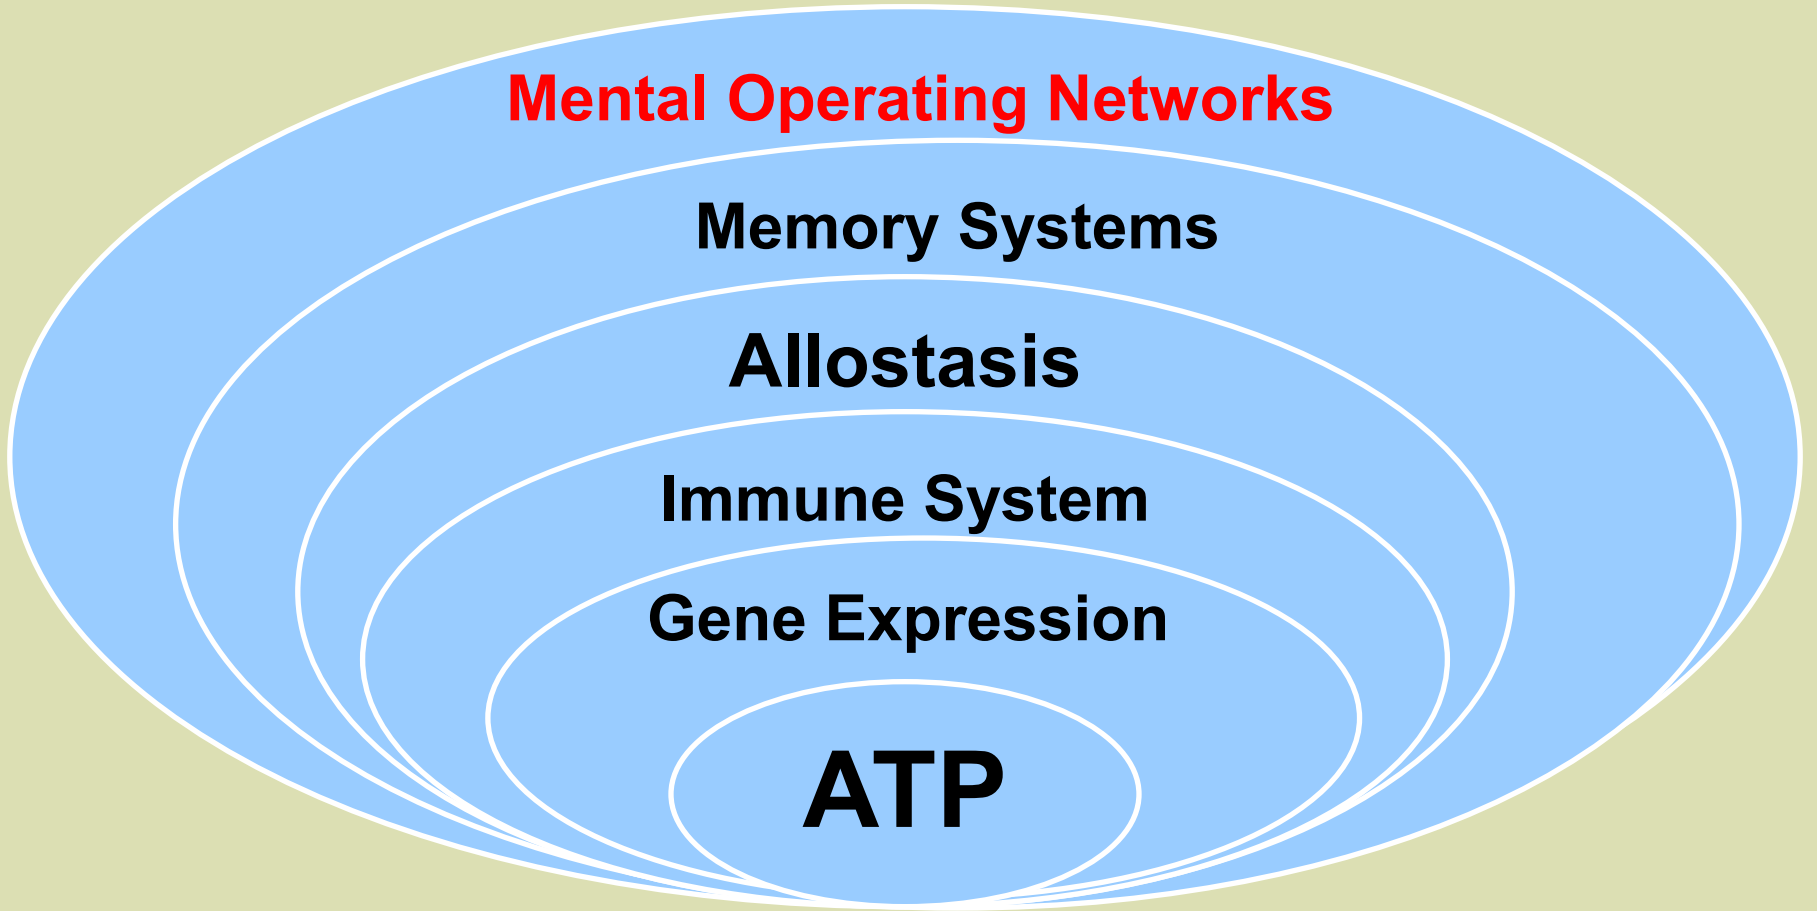 Mental Operating Networks
Memory Systems
Allostasis
Immune System
Gene Expression
ATP